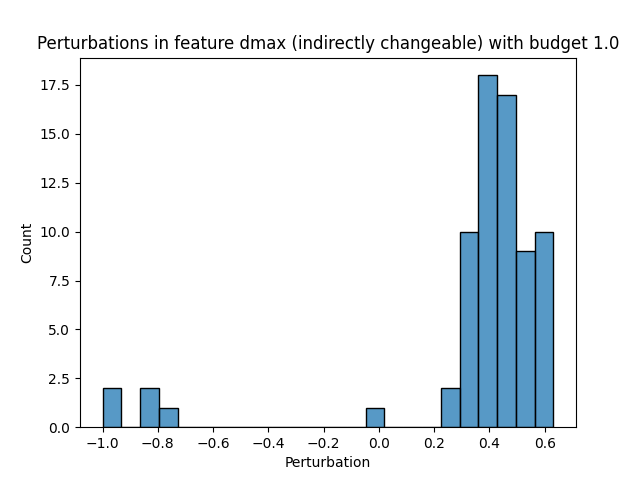 Perturbations in feature dmax (indirectly changeable) with budget 1.0
17.5
15.0
12.5
10.0
7.5
5.0
2.5
0.0
Count
−1.0 −0.8 −0.6 −0.4 −0.2 0.0 0.2 0.4 0.6
Perturbation